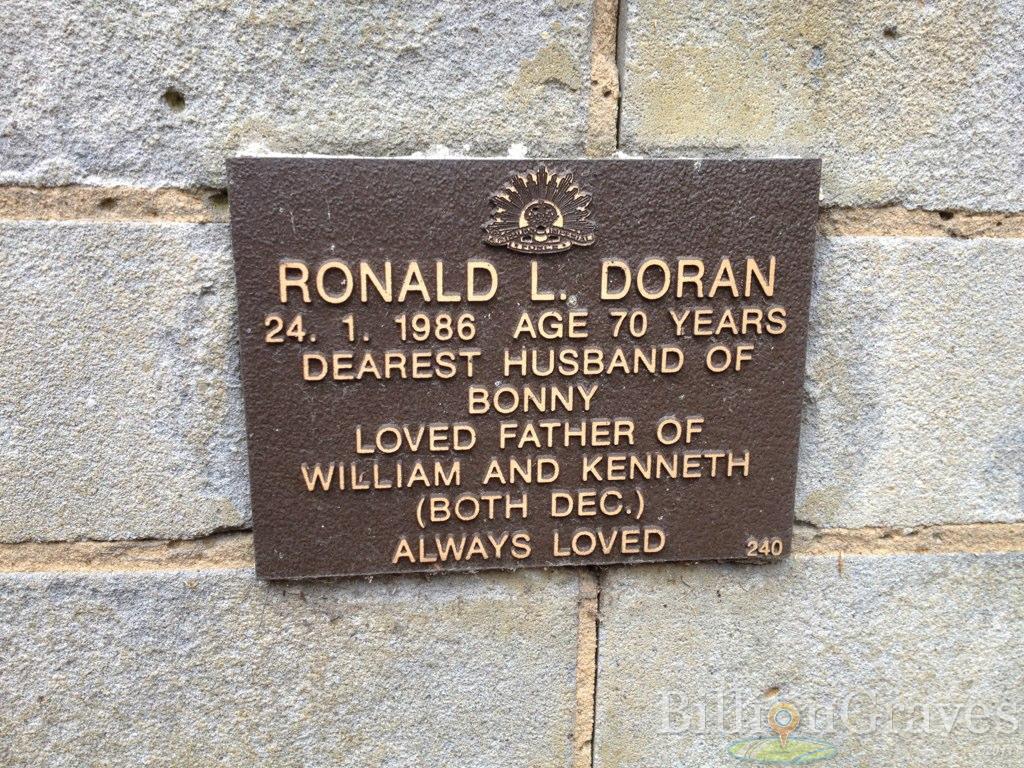 RONALD L. DORAN
24. 1. 1986 AGE 70 YEARS
DEAREST HUSBAND OF
BONNY
LOVED FATHER OF
WILLIAM AND KENNETH
(BOTH DEC.)
ALWAYS LOVED
240
BillionGraves